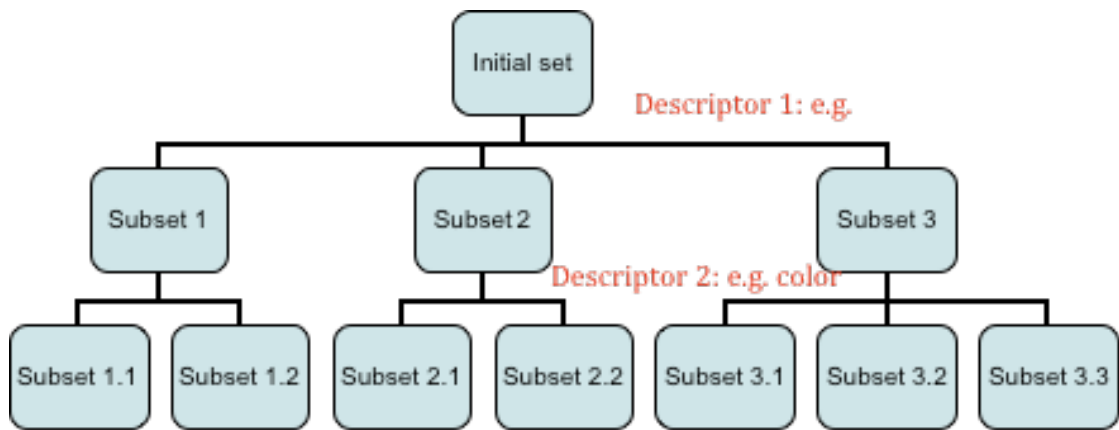 Initial set
Descriptor 1: e.g.
Subset 1
Subset 2
Subset 3
Descriptor 2: e.g. color
Subset 1.1
Subset 1.2
Subset 2.1
Subset 2.2
Subset 3.1
Subset 3.2
Subset 3.3